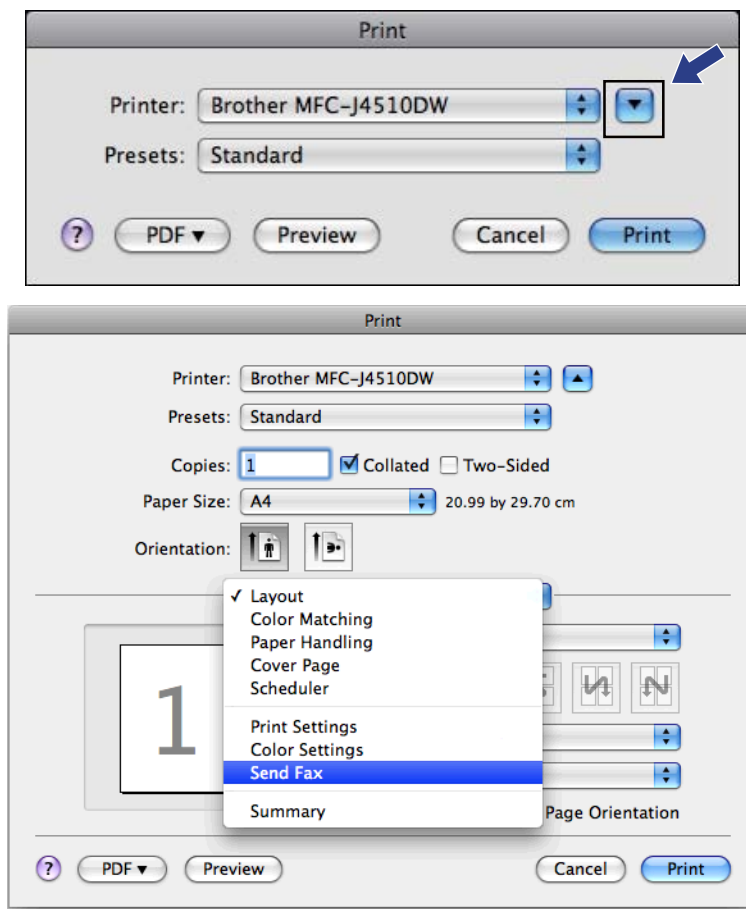 Print
Printer: Brother MFC-J4510DW
Presets: Standard
? PDF▼ Preview Cancel Print
Print
Printer: Brother MFC-J4510DW
Presets: Standard
Copies: 1 Collated Two-Sided
Paper Size: A4 20.99 by 29.70 cm
Orientation:
✓ Layout
Color Matching
Paper Handling
Cover Page
Scheduler
1
Print Settings
Color Settings
Send Fax
Summary
Page Orientation
? PDF▼ Preview Cancel Print